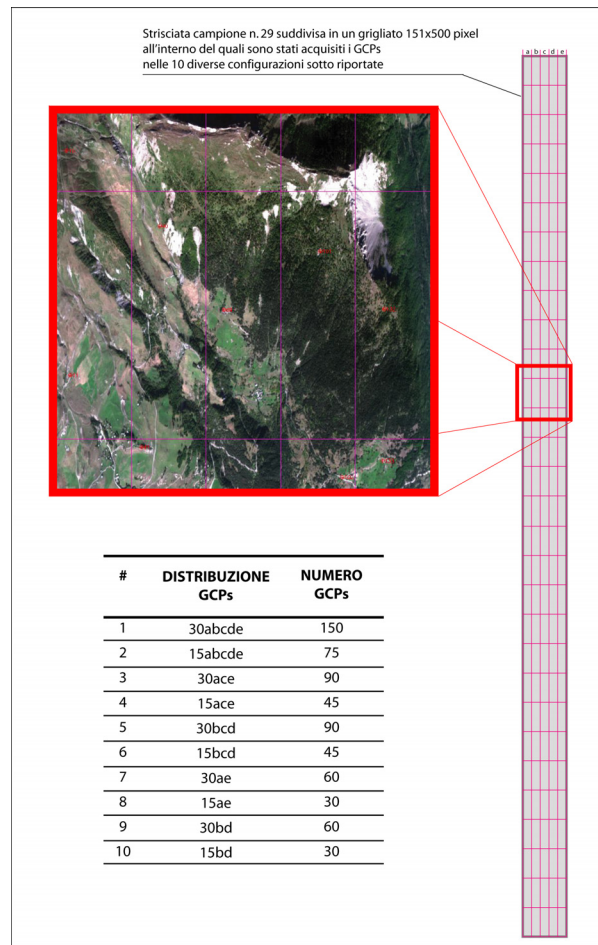 Strisciata campione n. 29 suddivisa in un grigliato 151x500 pixel
all'interno del quali sono stati acquisiti i GCPs
nelle 10 diverse configurazioni sotto riportate
a b c d e
# DISTRIBUZIONE GCPs NUMERO GCPs
1 30abcde 150
2 15abcde 75
3 30ace 90
4 15ace 45
5 30bcd 90
6 15bcd 45
7 30ae 60
8 15ae 30
9 30bd 60
10 15bd 30